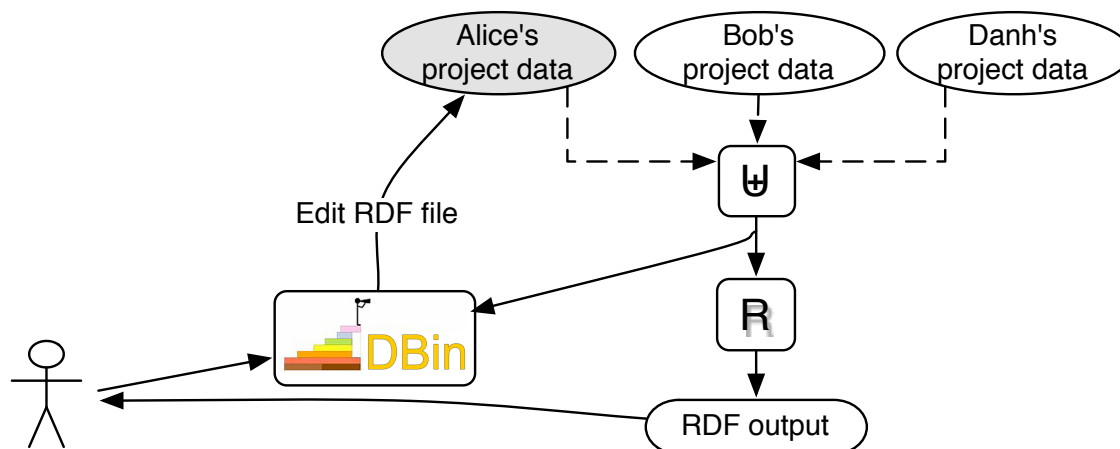 Alice's
project data
Bob's
project data
Danh's
project data
⊎
Edit RDF file
R
DBin
RDF output